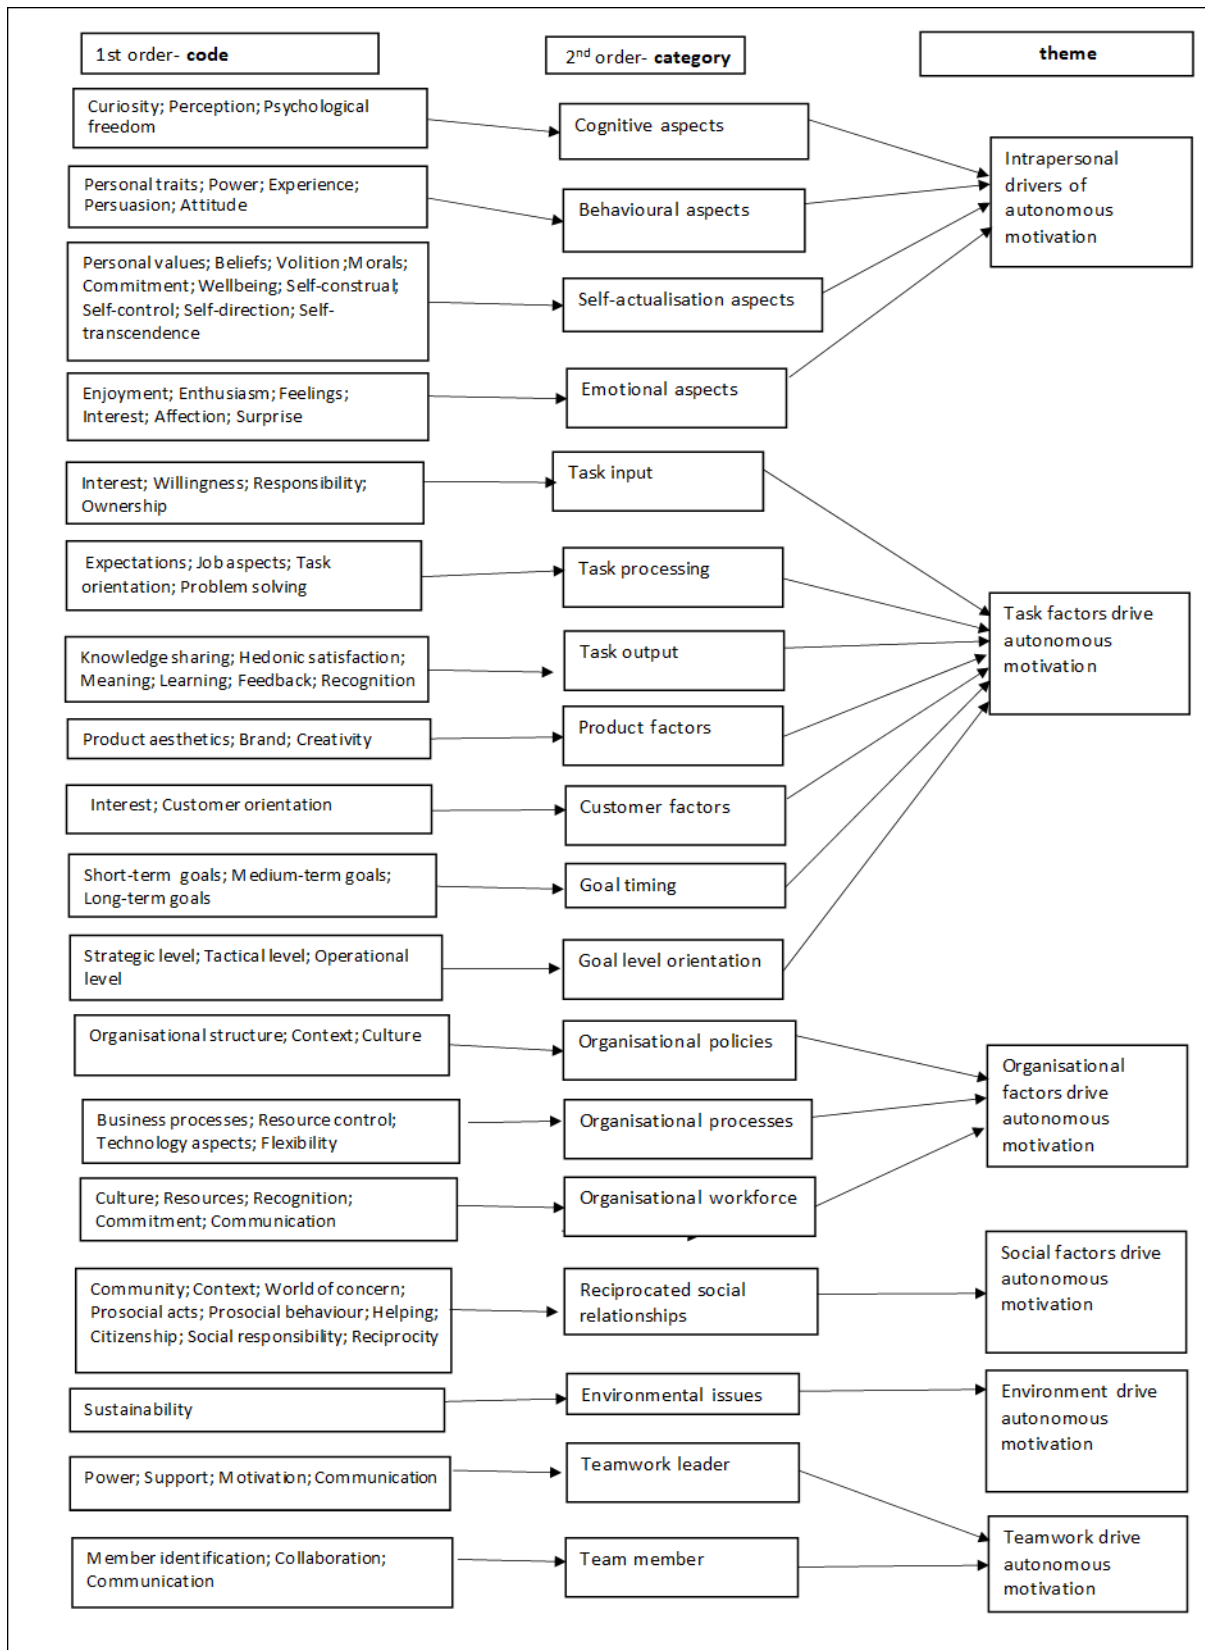 1st order- code
2nd order- category
theme
Curiosity; Perception; Psychological
freedom
Cognitive aspects
Intrapersonal
drivers of
autonomous
motivation
Personal traits; Power; Experience;
Persuasion; Attitude
Behavioural aspects
Personal values; Beliefs; Volition ;Morals;
Commitment; Wellbeing; Self-construal;
Self-control; Self-direction; Self-
transcendence
Self-actualisation aspects
Enjoyment; Enthusiasm; Feelings;
Interest; Affection; Surprise
Emotional aspects
Interest; Willingness; Responsibility;
Ownership
Task input
Expectations; Job aspects; Task
orientation; Problem solving
Task processing
Task factors drive
autonomous
motivation
Knowledge sharing; Hedonic satisfaction;
Meaning; Learning; Feedback; Recognition
Task output
Product aesthetics; Brand; Creativity
Product factors
Interest; Customer orientation
Customer factors
Short-term goals; Medium-term goals;
Long-term goals
Goal timing
Strategic level; Tactical level; Operational
level
Goal level orientation
Organisational structure; Context; Culture
Organisational policies
Organisational
factors drive
autonomous
motivation
Business processes; Resource control;
Technology aspects; Flexibility
Organisational processes
Culture; Resources; Recognition;
Commitment; Communication
Organisational workforce
Community; Context; World of concern;
Prosocial acts; Prosocial behaviour; Helping;
Citizenship; Social responsibility; Reciprocity
Reciprocated social
relationships
Social factors drive
autonomous
motivation
Sustainability
Environmental issues
Environment drive
autonomous
motivation
Power; Support; Motivation; Communication
Teamwork leader
Member identification; Collaboration;
Communication
Team member
Teamwork drive
autonomous
motivation